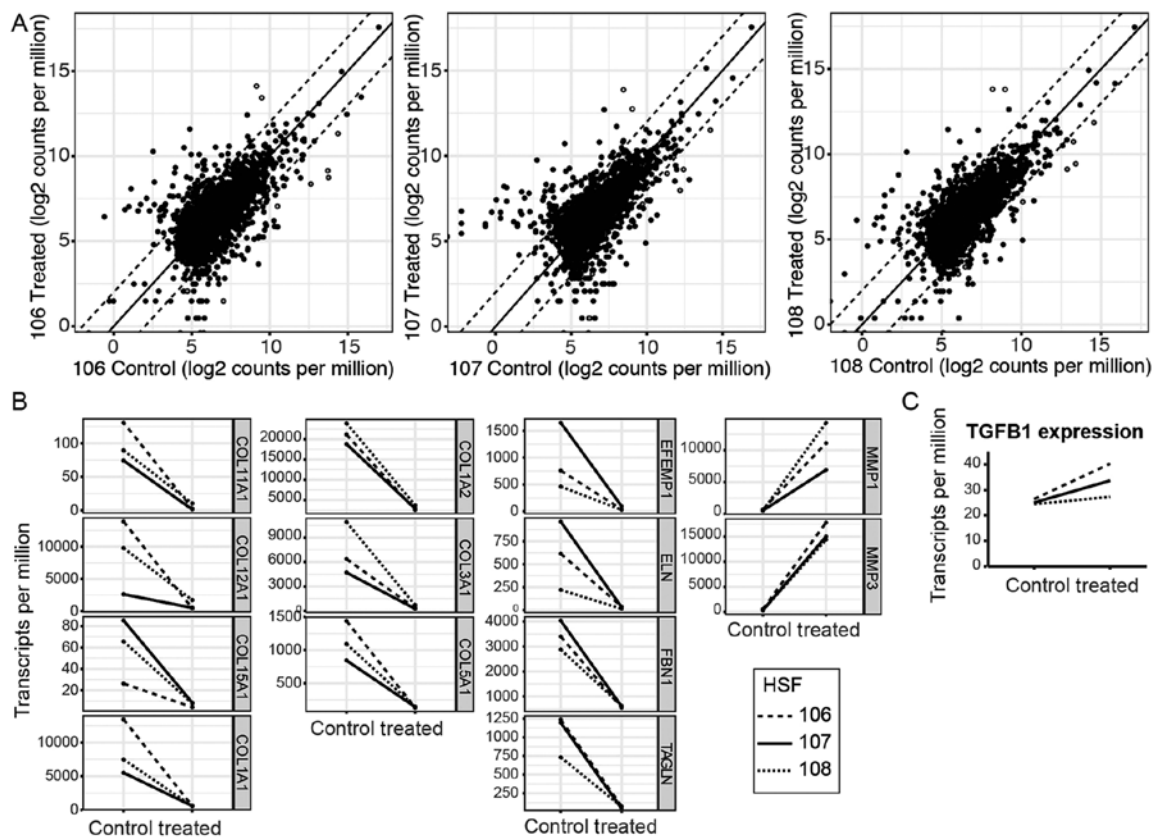 A
106 Treated (log2 counts per million)
15
10
5
0
0 5 10 15
106 Control (log2 counts per million)
107 Treated (log2 counts per million)
15
10
5
0
0 5 10 15
107 Control (log2 counts per million)
108 Treated (log2 counts per million)
15
10
5
0
0 5 10 15
108 Control (log2 counts per million)
B
Transcripts per million
100
50
0
COL11A1
10000
5000
0
COL12A1
80
60
40
20
COL15A1
10000
5000
0
COL1A1
Control treated
20000
15000
10000
5000
COL1A2
9000
6000
3000
0
COL3A1
1500
1000
500
COL5A1
Control treated
1500
1000
500
0
EFEMP1
750
500
250
0
ELN
4000
3000
2000
1000
FBN1
1250
1000
750
500
250
TAGLN
Control treated
10000
5000
0
MMP1
15000
10000
5000
0
MMP3
Control treated
HSF
106
107
108
C
TGFB1 expression
Transcripts per million
40
30
20
10
0
Control treated